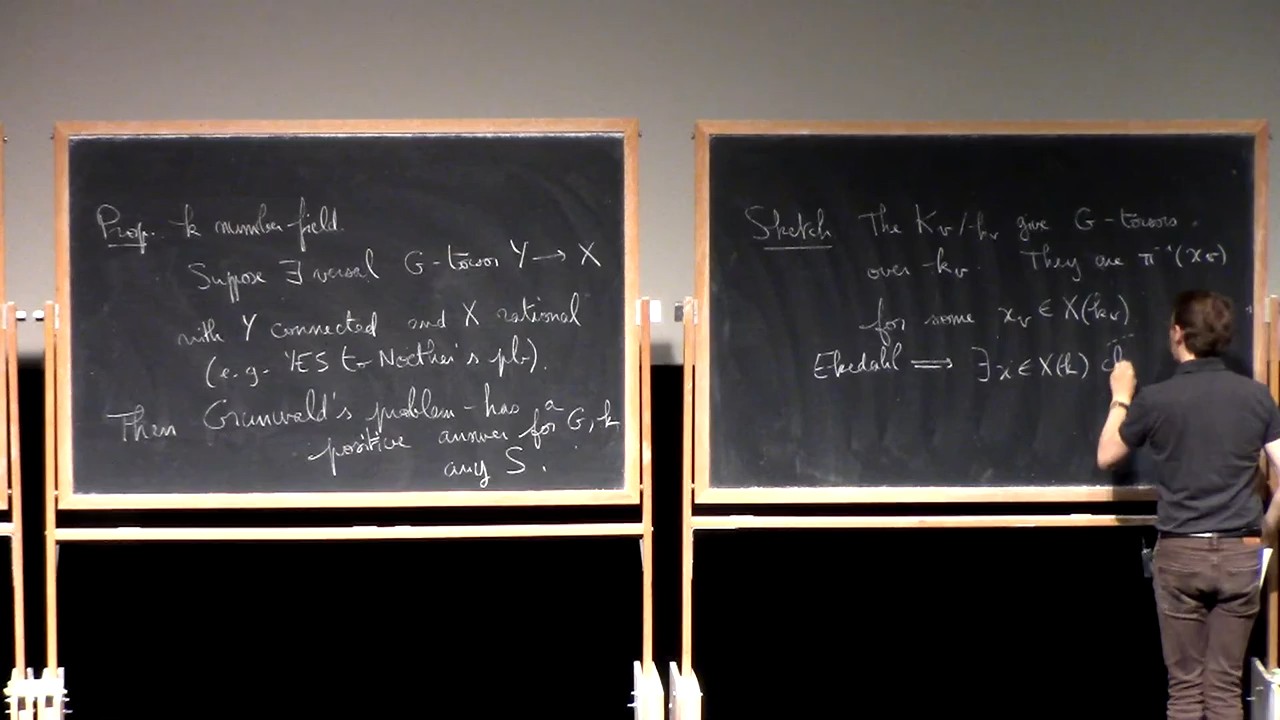 Prop. k number field.
Suppose ∃ versal G-torsor Y → X
with Y connected and X rational
(e.g. YES to Noether's pb).
Then Grunwald's problem has a
positive answer for G, k
any S.
Sketch The Kv/kv give G-torsors.
over kv. They are π⁻¹(xv)
for some xv ∈ X(kv)
Ekedahl ⟹ ∃ x ∈ X(k) cl